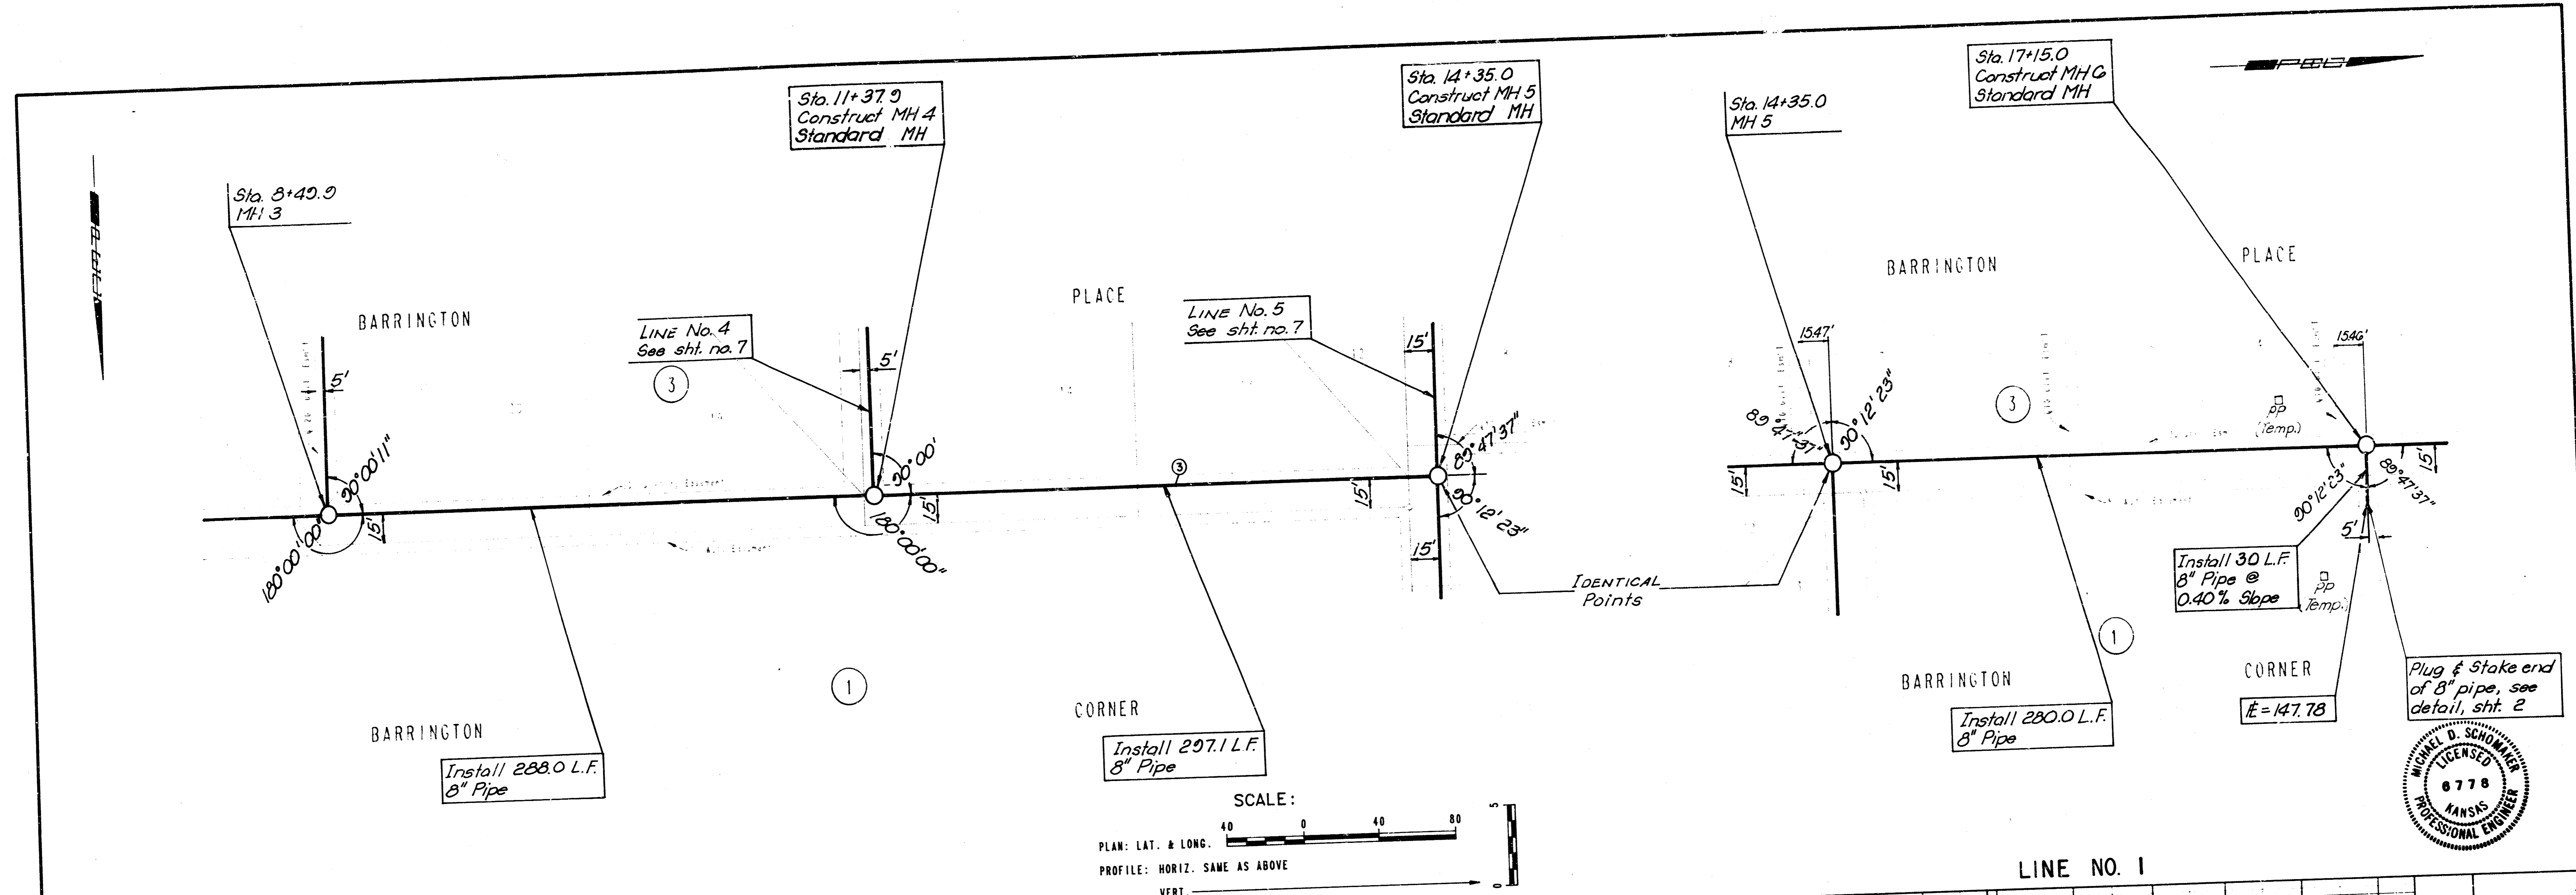 Sta. 8+49.9
MH 3
Sta. 11+37.9
Construct MH 4
Standard MH
Sta. 14+35.0
Construct MH 5
Standard MH
Sta. 14+35.0
MH 5
Sta. 17+15.0
Construct MH 6
Standard MH
BARRINGTON
PLACE
BARRINGTON
PLACE
LINE No. 4
See sht. no. 7
LINE No. 5
See sht. no. 7
3
5'
5'
15'
15.47'
3
15.46'
pp
(Temp.)
90°00'11"
180°00'00"
15'
90°00'
180°00'00"
15'
3
15'
89°47'37"
90°12'23"
15'
89°47'37"
90°12'23"
15'
15'
90°12'23"
89°47'37"
15'
5'
IDENTICAL
Points
Install 30 L.F.
8" Pipe @
0.40% Slope
pp
Temp.)
1
1
BARRINGTON
CORNER
BARRINGTON
CORNER
Install 288.0 L.F.
8" Pipe
Install 297.1 L.F.
8" Pipe
Install 280.0 L.F.
8" Pipe
=147.78
Plug & Stake end
of 8" pipe, see
detail, sht. 2
MICHAEL D. SCHOMAKER
LICENSED
6778
KANSAS
PROFESSIONAL ENGINEER
SCALE:
40 0 40 80
PLAN: LAT. & LONG.
PROFILE: HORIZ. SAME AS ABOVE
VERT.
5
0
LINE NO. 1